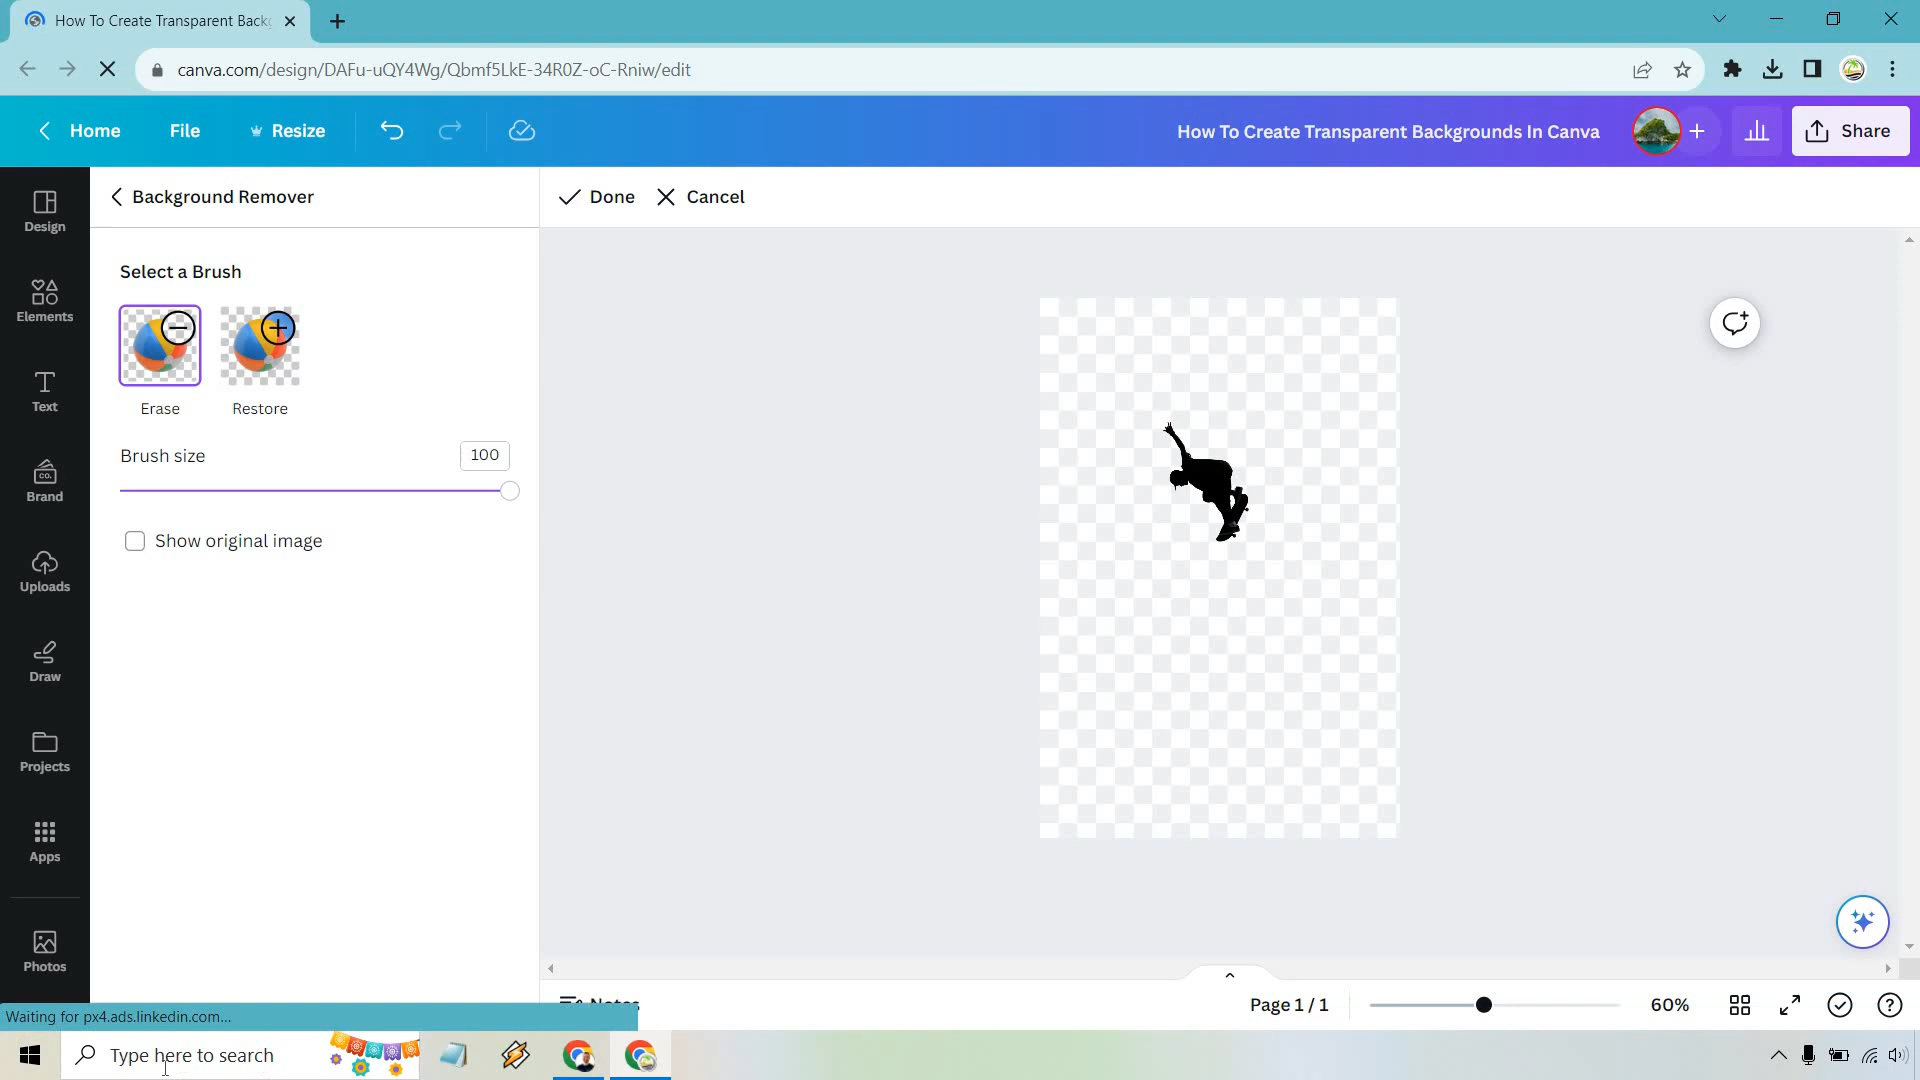 How To Create Transparent Backg
canva.com/design/DAFu-uQY4Wg/Qbmf5LkE-34R0Z-oC-Rniw/edit
Home
File
Resize
How To Create Transparent Backgrounds In Canva
Share
Design
Elements
Text
CO.
Brand
Uploads
Draw
Projects
Apps
Photos
Background Remover
Done
Cancel
Select a Brush
Erase
Restore
Brush size
100
Show original image
Notes
Page 1 / 1
60%
Waiting for px4.ads.linkedin.com...
Type here to search